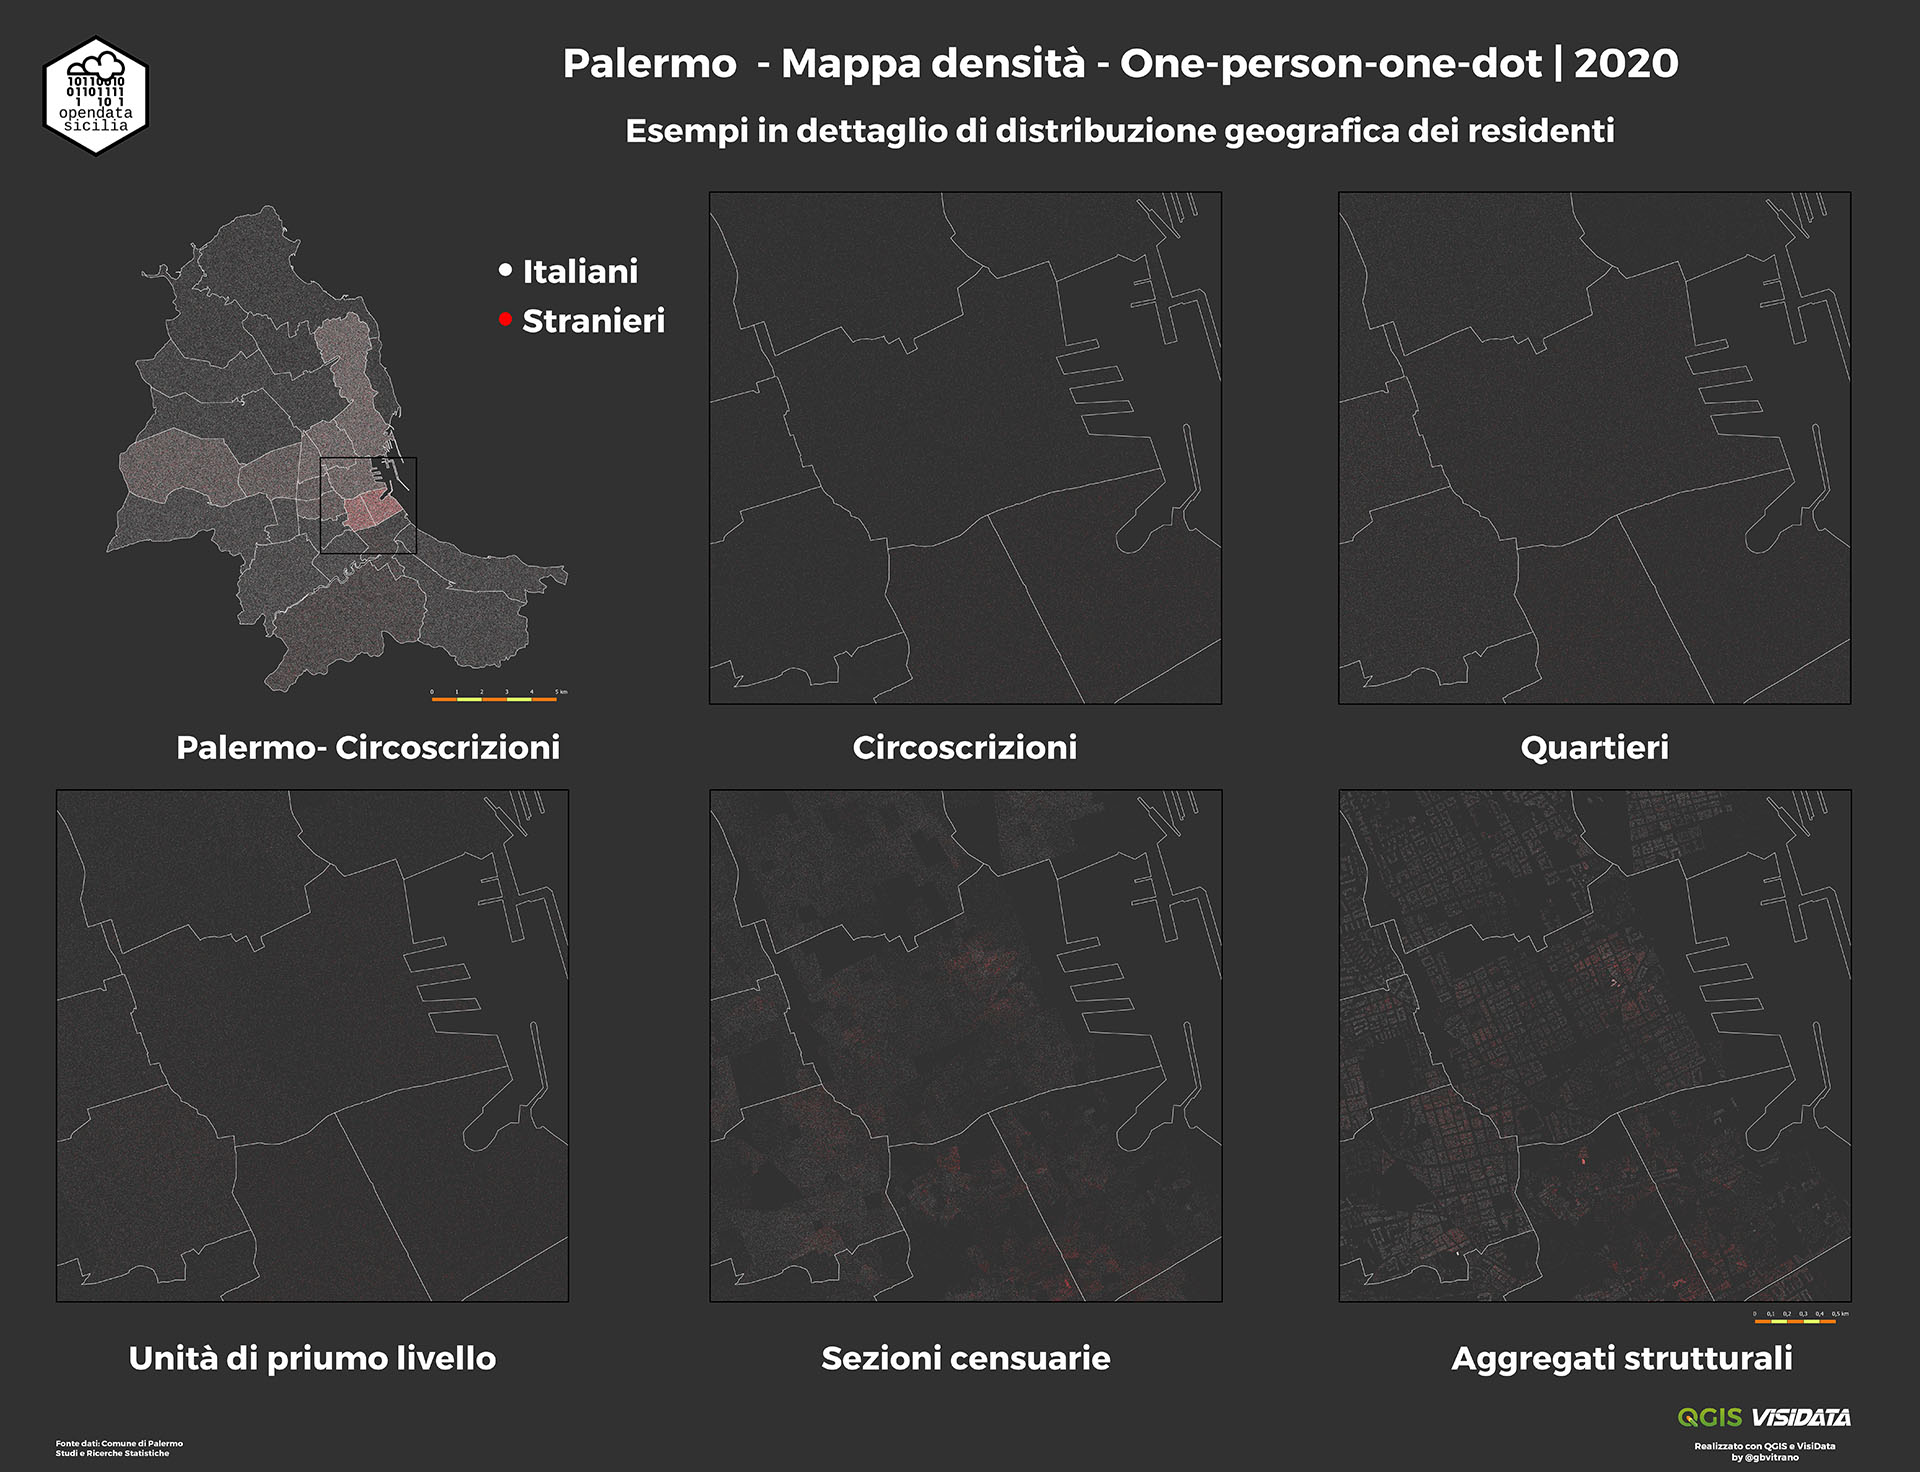 10110010
01101111
1 10 1
opendata
sicilia
Palermo - Mappa densità - One-person-one-dot | 2020
Esempi in dettaglio di distribuzione geografica dei residenti
Italiani
Stranieri
0 1 2 3 4 5 km
Palermo- Circoscrizioni
Circoscrizioni
Quartieri
0 0,1 0,2 0,3 0,4 0,5 km
Unità di priumo livello
Sezioni censuarie
Aggregati strutturali
QGIS VISIDATA
Fonte dati: Comune di Palermo
Studi e Ricerche Statistiche
Realizzato con QGIS e VisiData
by @gbvitrano